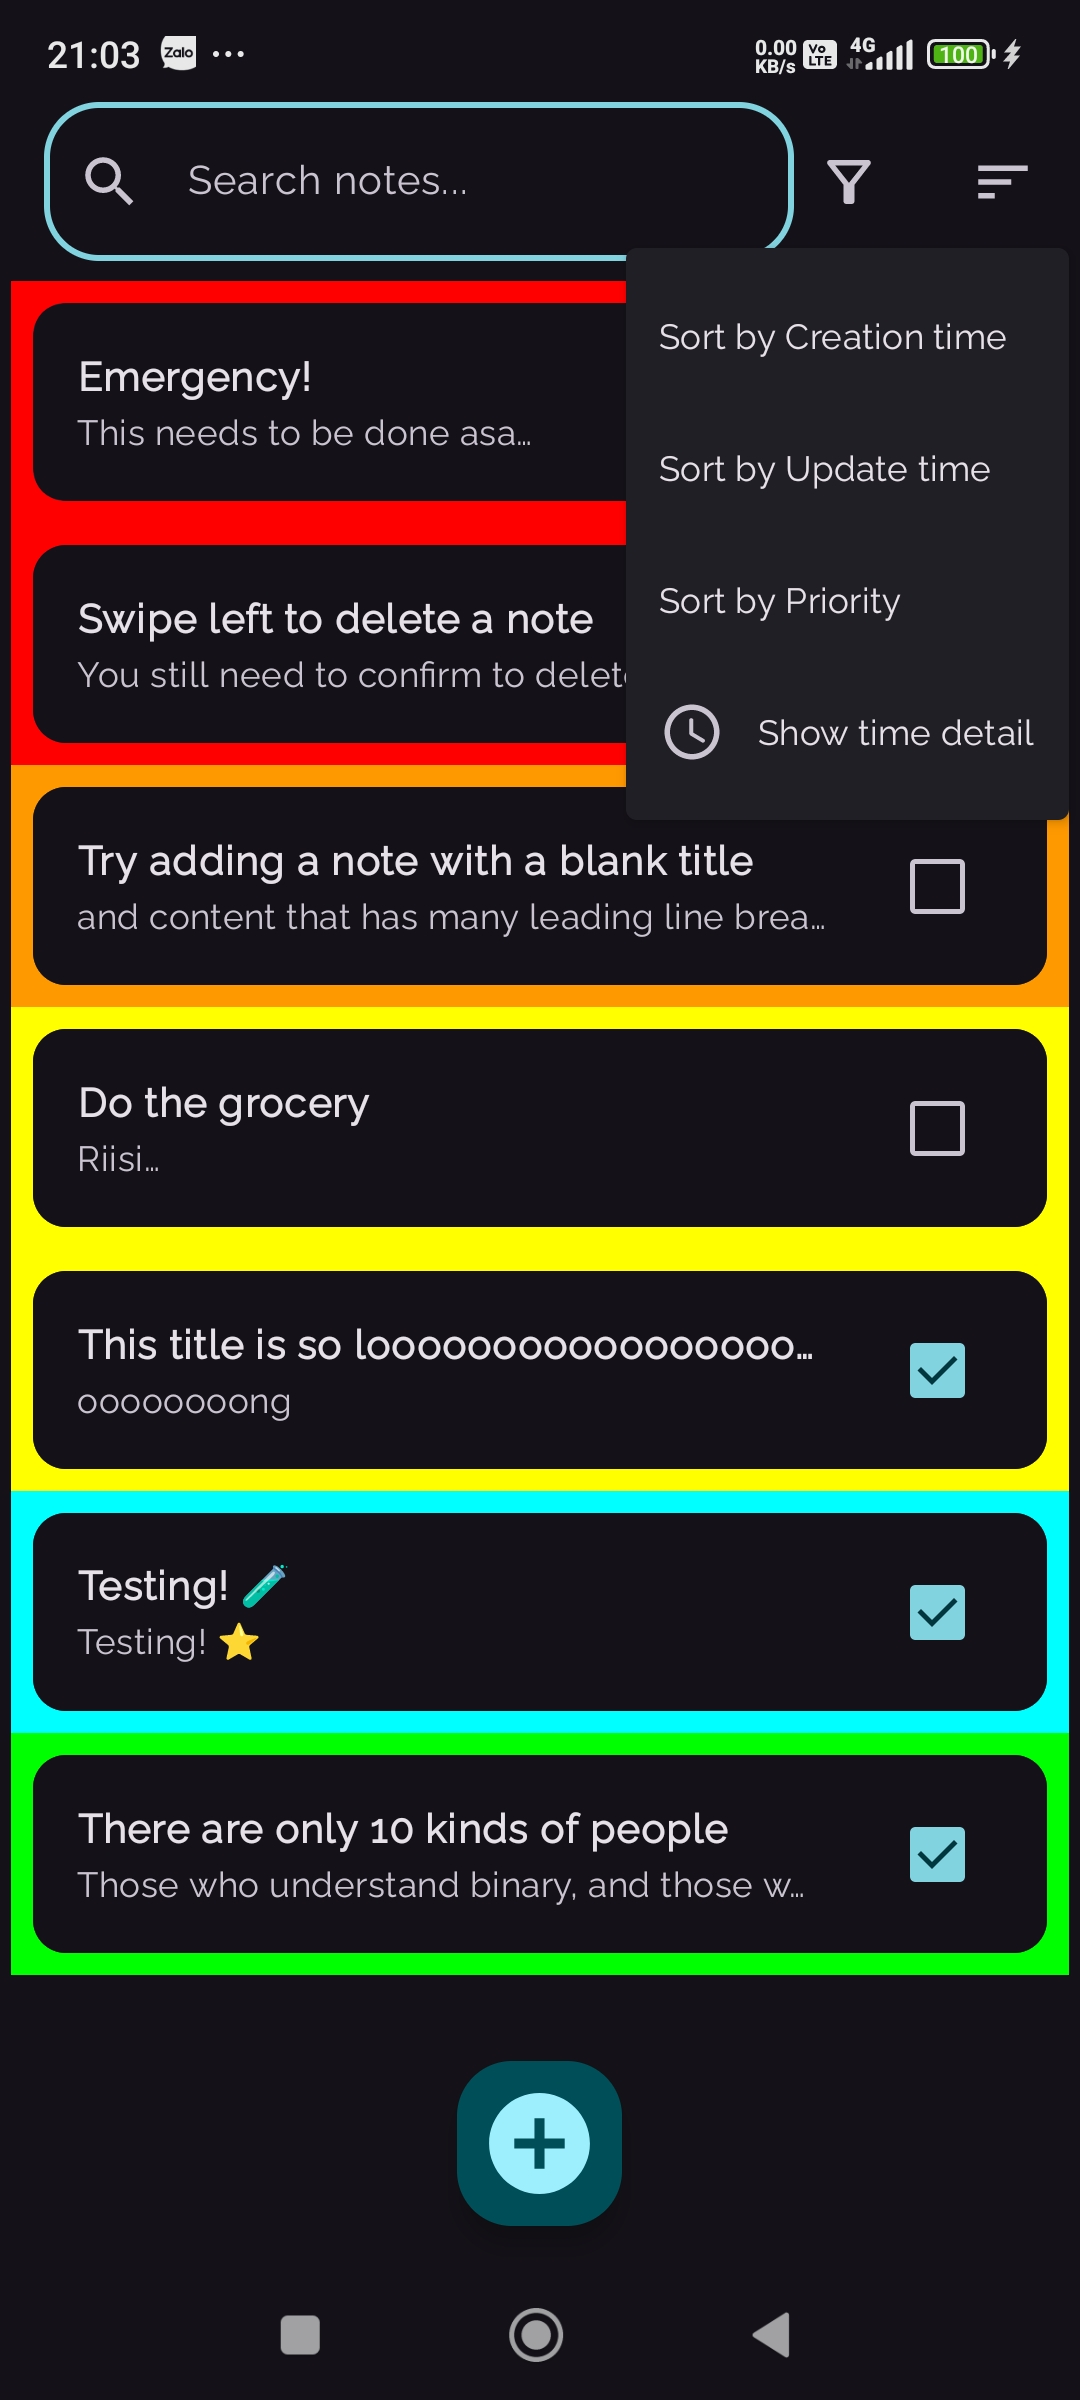 21:03 Zalo ... 0.00 KB/s Vo LTE 4G 100
Search notes...
Sort by Creation time
Sort by Update time
Sort by Priority
Show time detail
Emergency!
This needs to be done asa...
Swipe left to delete a note
You still need to confirm to delet
Try adding a note with a blank title
and content that has many leading line brea...
Do the grocery
Riisi...
This title is so looooooooooooooooo...
ooooooooong
Testing! 🧪
Testing! ⭐
There are only 10 kinds of people
Those who understand binary, and those w...